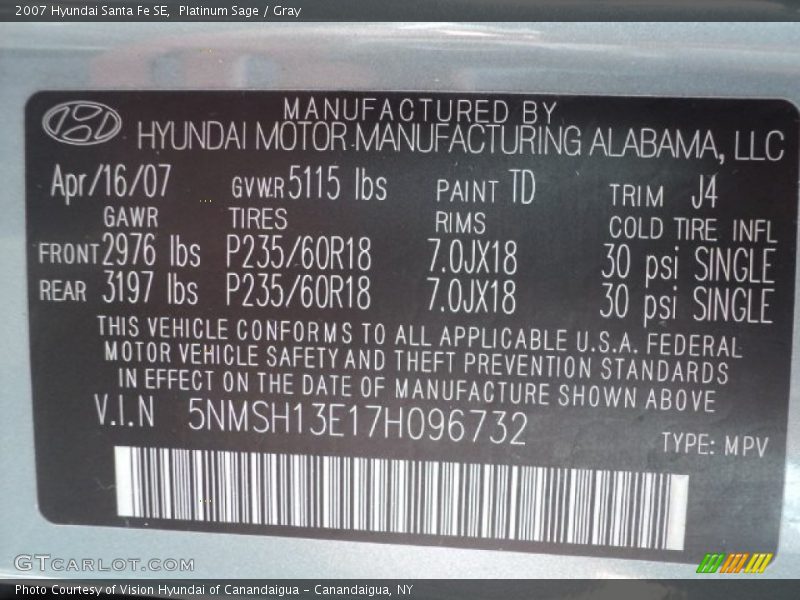 2007 Hyundai Santa Fe SE, Platinum Sage / Gray
MANUFACTURED BY
HYUNDAI MOTOR MANUFACTURING ALABAMA, LLC
Apr/16/07 GVWR 5115 lbs PAINT TD TRIM J4
GAWR TIRES RIMS COLD TIRE INFL
FRONT 2976 lbs P235/60R18 7.0JX18 30 psi SINGLE
REAR 3197 lbs P235/60R18 7.0JX18 30 psi SINGLE
THIS VEHICLE CONFORMS TO ALL APPLICABLE U.S.A. FEDERAL
MOTOR VEHICLE SAFETY AND THEFT PREVENTION STANDARDS
IN EFFECT ON THE DATE OF MANUFACTURE SHOWN ABOVE
V.I.N 5NMSH13E17H096732
TYPE: MPV
GTcarlot.com
Photo Courtesy of Vision Hyundai of Canandaigua - Canandaigua, NY